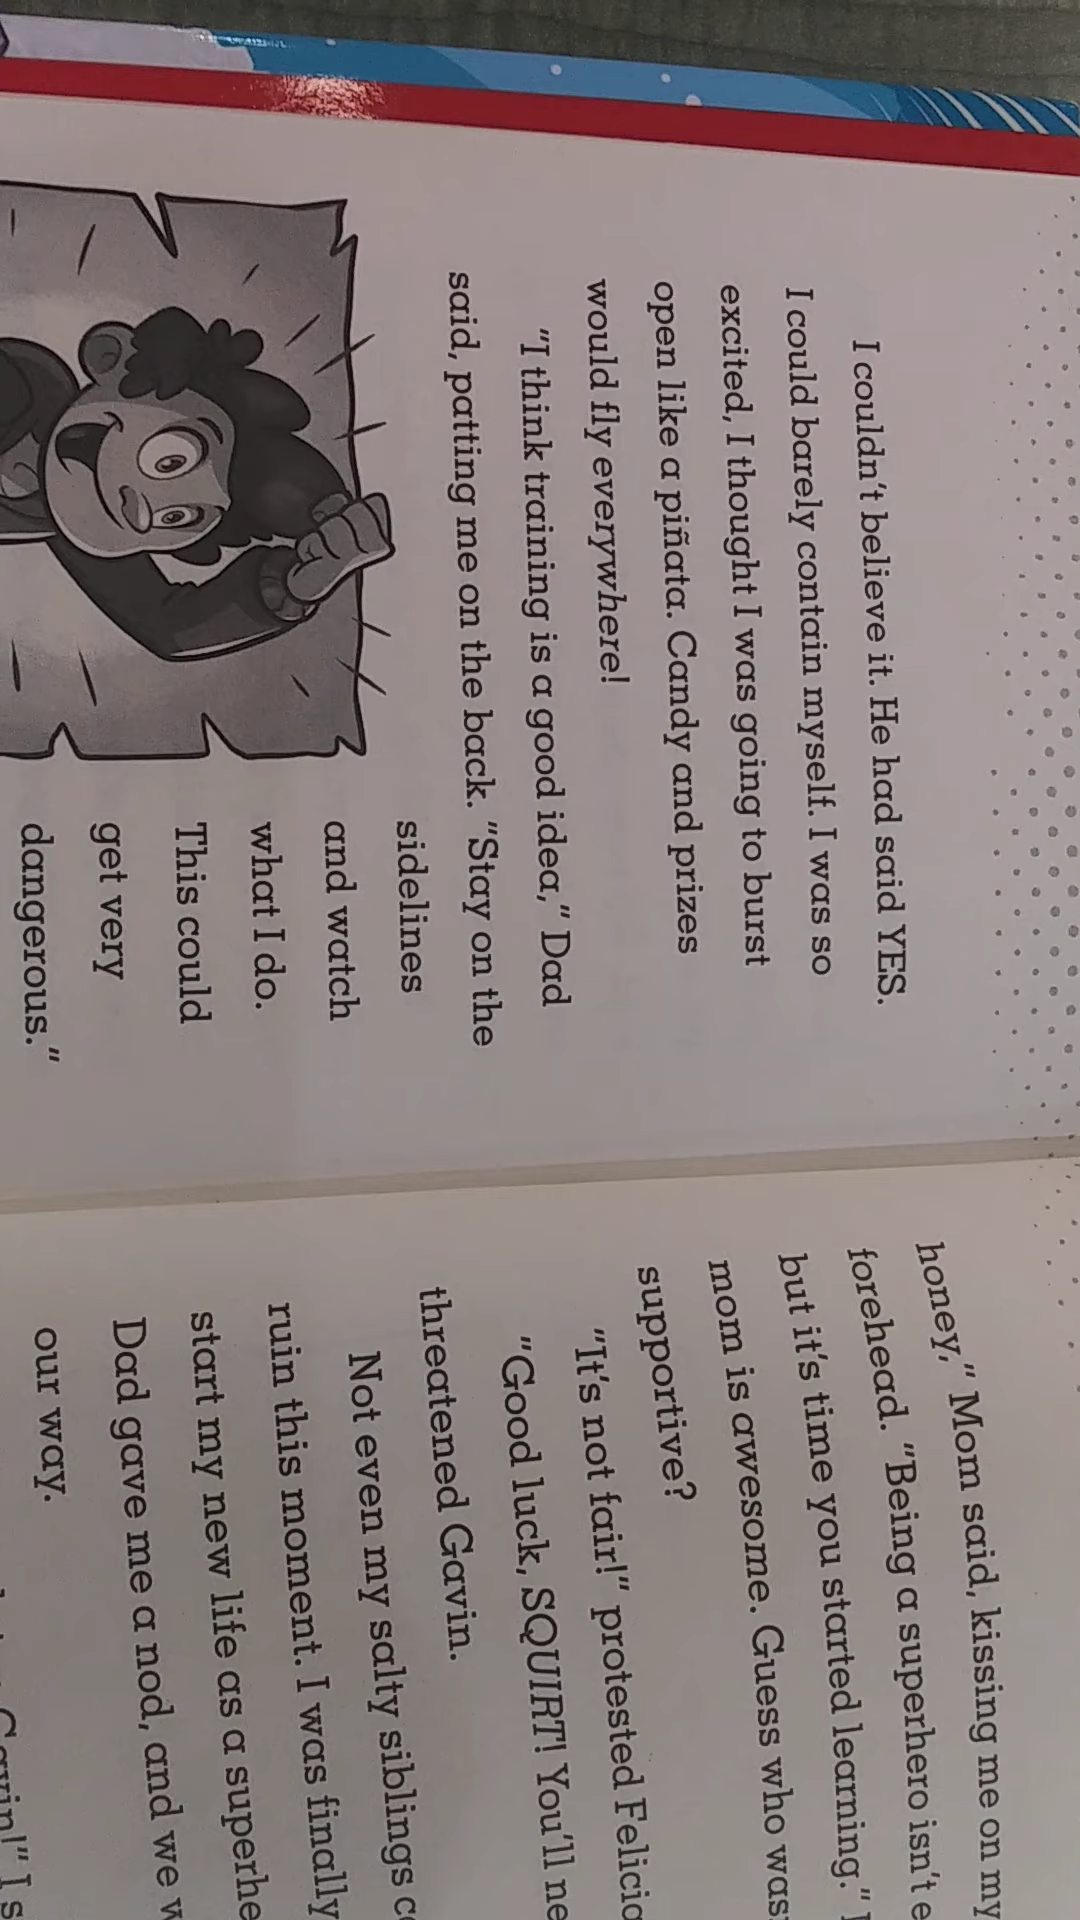 I couldn't believe it. He had said YES.
I could barely contain myself. I was so
excited, I thought I was going to burst
open like a piñata. Candy and prizes
would fly everywhere!
"I think training is a good idea," Dad
said, patting me on the back. "Stay on the
sidelines
and watch
what I do.
This could
get very
dangerous."
honey," Mom said, kissing me on my
forehead. "Being a superhero isn't
but it's time you started learning."
mom is awesome. Guess who
supportive?
"It's not fair!" protested
"Good luck, SQUIRT! You'll
threatened Gavin.
Not even my salty siblings
ruin this moment. I was finally
start my new life as a
Dad gave me a nod, and we
our way.